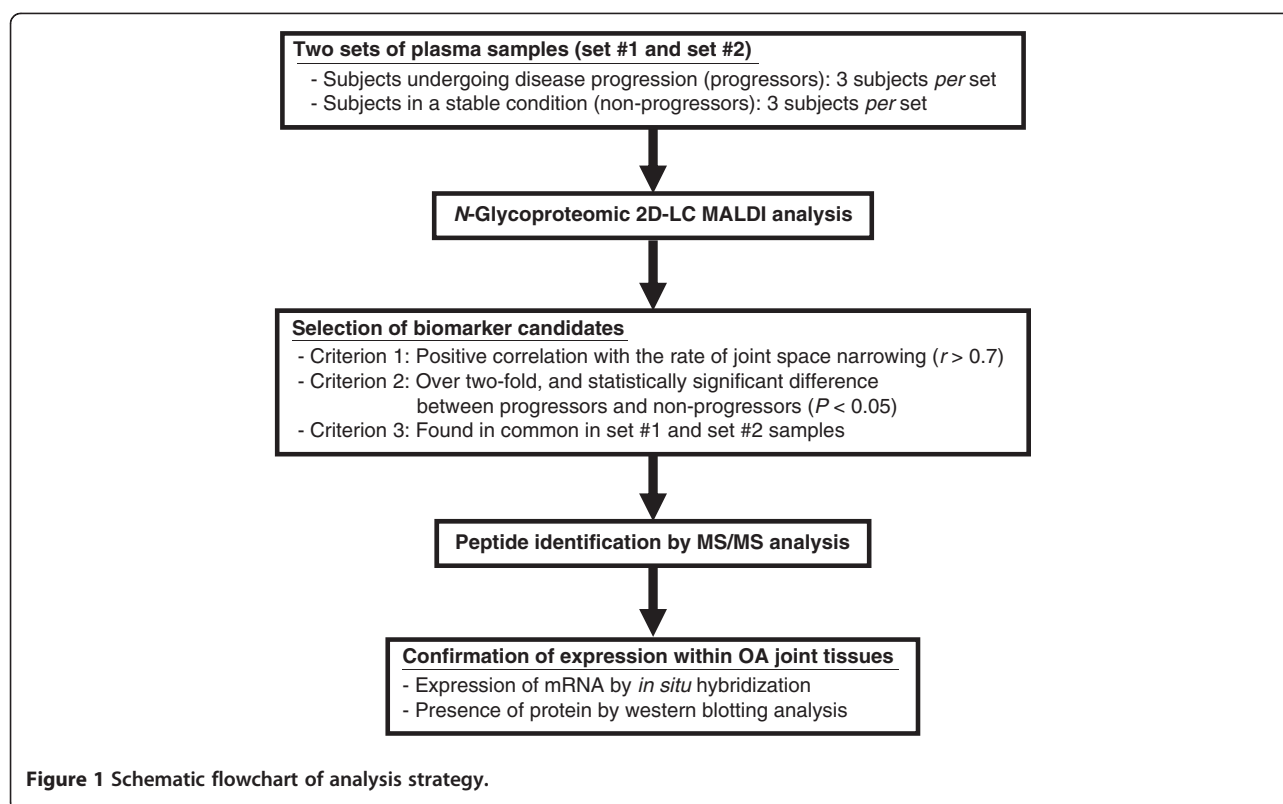 Two sets of plasma samples (set #1 and set #2)
- Subjects undergoing disease progression (progressors): 3 subjects per set
- Subjects in a stable condition (non-progressors): 3 subjects per set
N-Glycoproteomic 2D-LC MALDI analysis
Selection of biomarker candidates
- Criterion 1: Positive correlation with the rate of joint space narrowing (r > 0.7)
- Criterion 2: Over two-fold, and statistically significant difference
between progressors and non-progressors (P < 0.05)
- Criterion 3: Found in common in set #1 and set #2 samples
Peptide identification by MS/MS analysis
Confirmation of expression within OA joint tissues
- Expression of mRNA by in situ hybridization
- Presence of protein by western blotting analysis
Figure 1 Schematic flowchart of analysis strategy.